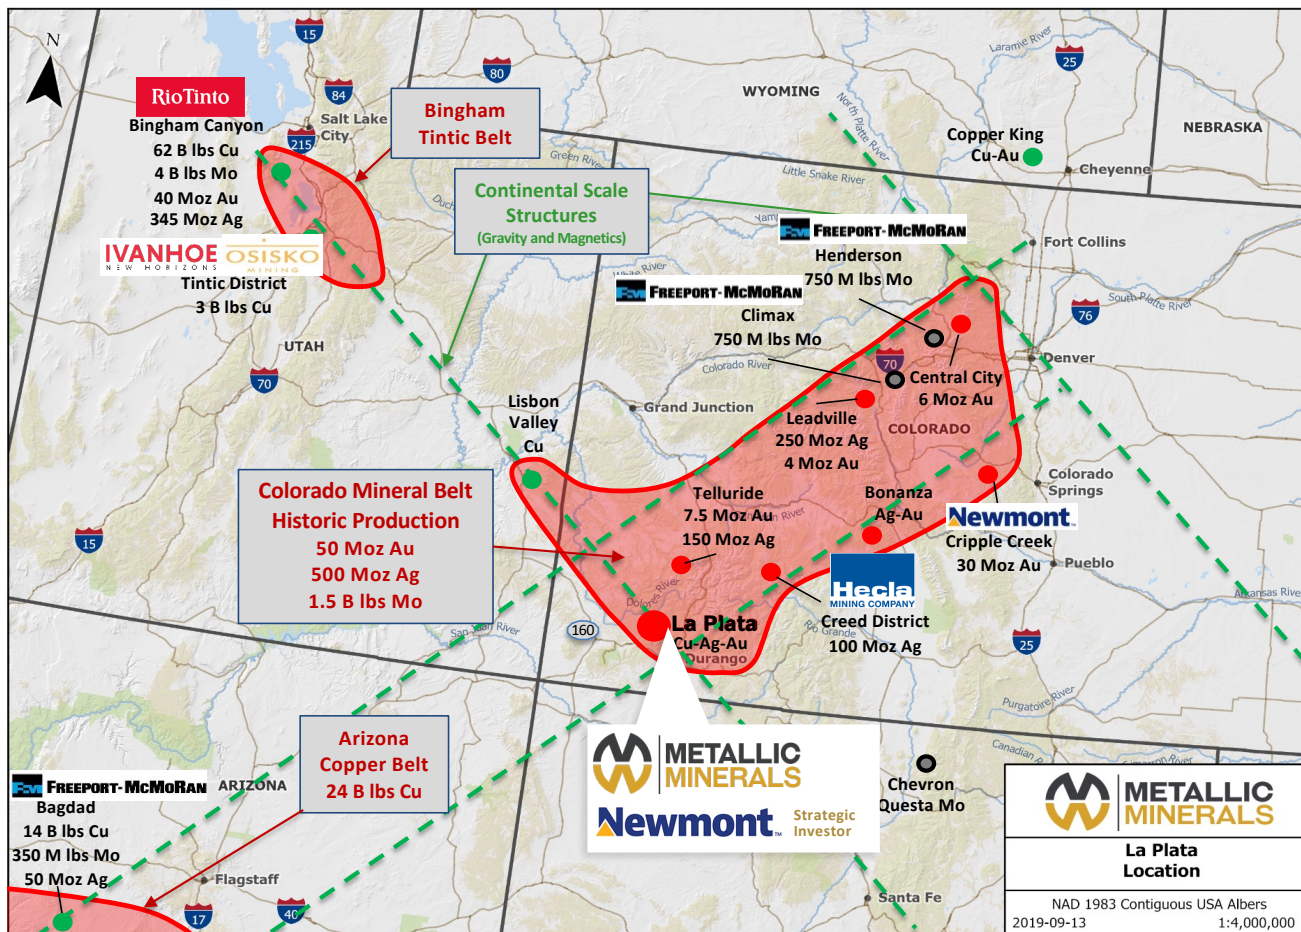 N
RioTinto
Bingham Canyon
62 B lbs Cu
4 B lbs Mo
40 Moz Au
345 Moz Ag
IVANHOE
NEW HORIZONS
OSISKO
MINING
Tintic District
3 B lbs Cu
15
84
80
215
Salt Lake
City
Bingham
Tintic Belt
Continental Scale
Structures
(Gravity and Magnetics)
Green River
Little Snake River
White River
WYOMING
North Platte River
Laramie River
25
NEBRASKA
Copper King
Cu-Au
Cheyenne
FREEPORT-McMoRAN
Henderson
750 M lbs Mo
FREEPORT-McMoRAN
Climax
750 M lbs Mo
Fort Collins
South Platte River
76
UTAH
70
Colorado River
70
Denver
Central City
6 Moz Au
Grand Junction
Lisbon
Valley
Cu
Leadville
250 Moz Ag
4 Moz Au
COLORADO
Colorado
Springs
Colorado Mineral Belt
Historic Production
50 Moz Au
500 Moz Ag
1.5 B lbs Mo
Telluride
7.5 Moz Au
150 Moz Ag
Bonanza
Ag-Au
Newmont™
Cripple Creek
30 Moz Au
Pueblo
15
Arkansas River
Hecla
MINING COMPANY
Creed District
100 Moz Ag
Dolores River
San Juan River
160
La Plata
Cu-Ag-Au
Durango
Rio Grande
25
Purgatoire River
Arizona
Copper Belt
24 B lbs Cu
METALLIC
MINERALS
Newmont™
Strategic
Investor
Chevron
Questa Mo
FREEPORT-McMoRAN
ARIZONA
Bagdad
14 B lbs Cu
350 M lbs Mo
50 Moz Ag
Flagstaff
17
40
Santa Fe
METALLIC
MINERALS
La Plata
Location
NAD 1983 Contiguous USA Albers
2019-09-13
1:4,000,000